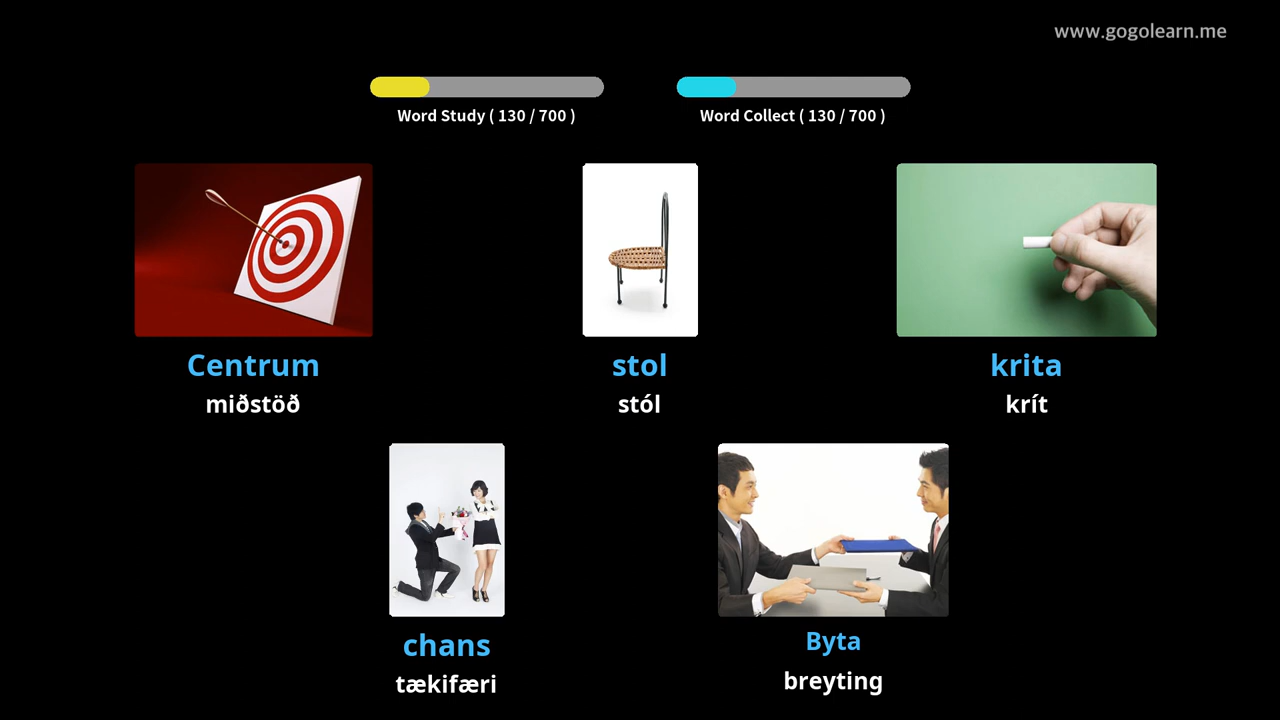 www.gogolearn.me
Word Study ( 130 / 700 )
Word Collect ( 130 / 700 )
Centrum
miðstöð
stol
stól
krita
krít
chans
tækifæri
Byta
breyting